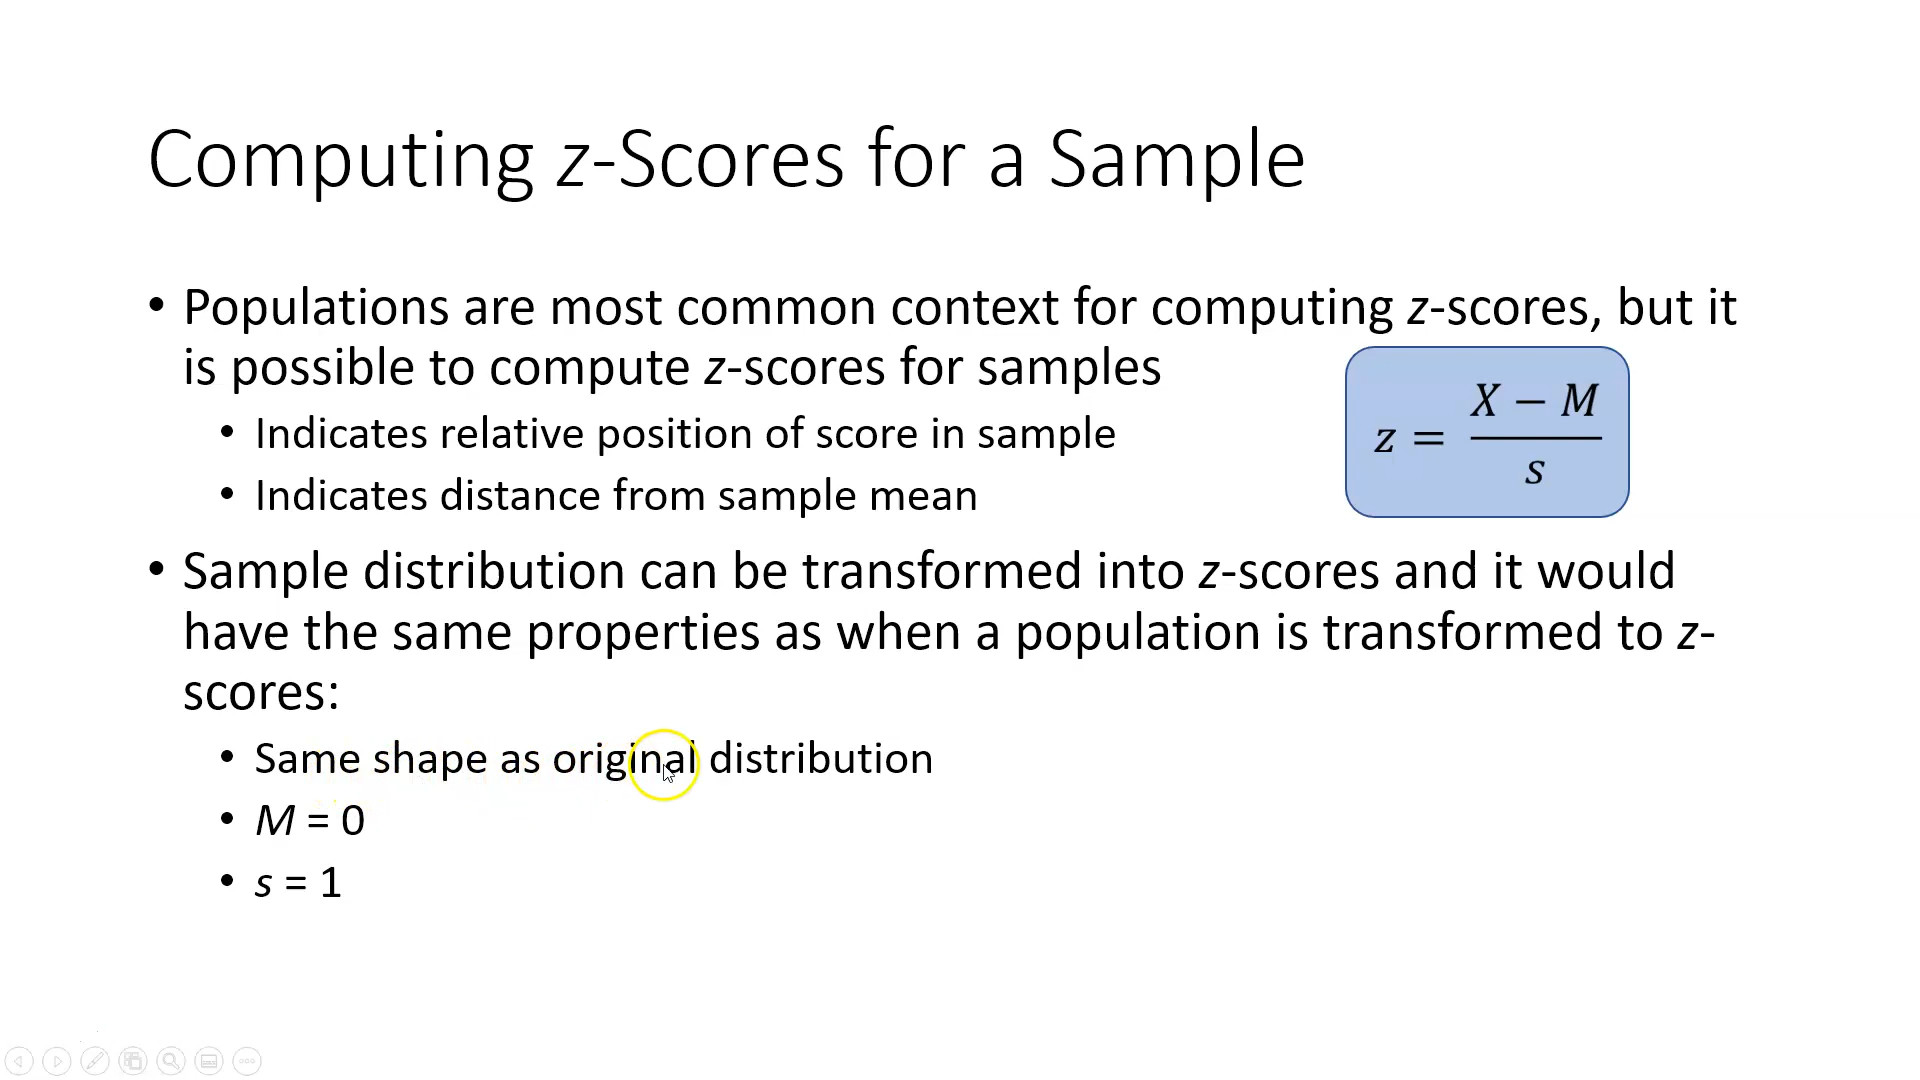 Computing z-Scores for a Sample
• Populations are most common context for computing z-scores, but it
is possible to compute z-scores for samples
• Indicates relative position of score in sample
• Indicates distance from sample mean
z = X − M
s
• Sample distribution can be transformed into z-scores and it would
have the same properties as when a population is transformed to z-
scores:
• Same shape as original distribution
• M = 0
• s = 1